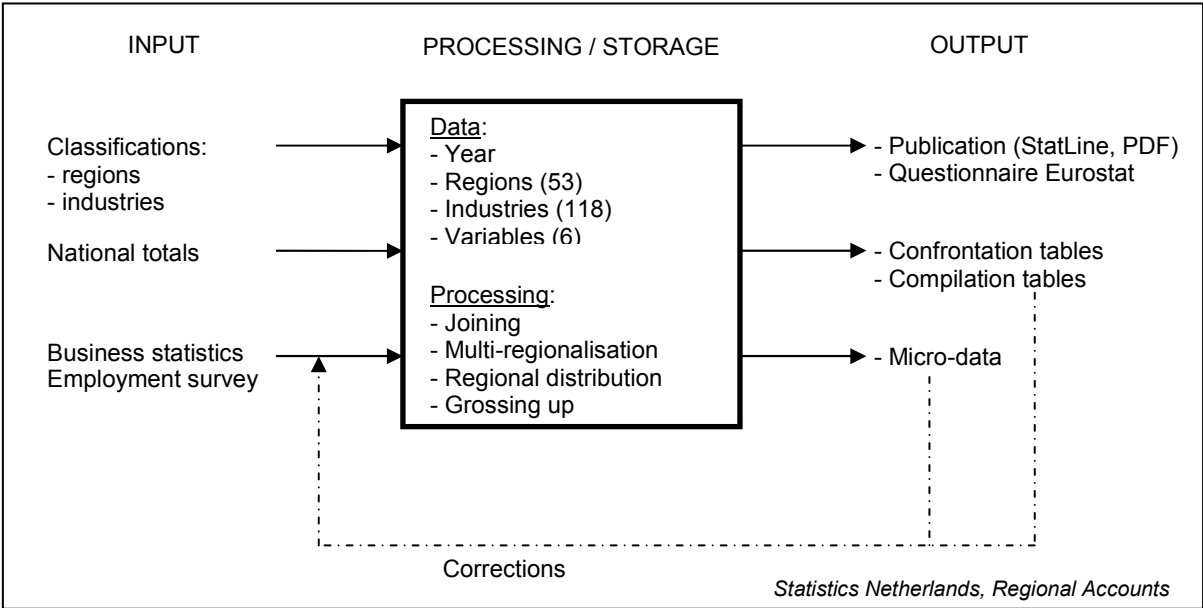 INPUT
PROCESSING / STORAGE
OUTPUT
Classifications:
- regions
- industries
National totals
Business statistics
Employment survey
Data:
- Year
- Regions (53)
- Industries (118)
- Variables (6)
Processing:
- Joining
- Multi-regionalisation
- Regional distribution
- Grossing up
- Publication (StatLine, PDF)
- Questionnaire Eurostat
- Confrontation tables
- Compilation tables
- Micro-data
Corrections
Statistics Netherlands, Regional Accounts